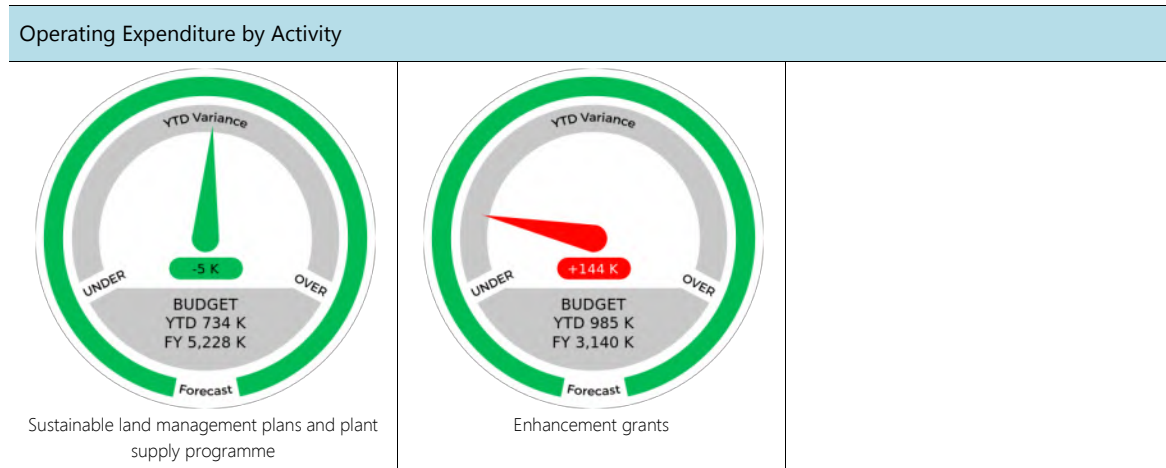 Operating Expenditure by Activity
YTD Variance
-5 K
UNDER
OVER
BUDGET
YTD 734 K
FY 5,228 K
Forecast
Sustainable land management plans and plant
supply programme
YTD Variance
+144 K
UNDER
OVER
BUDGET
YTD 985 K
FY 3,140 K
Forecast
Enhancement grants